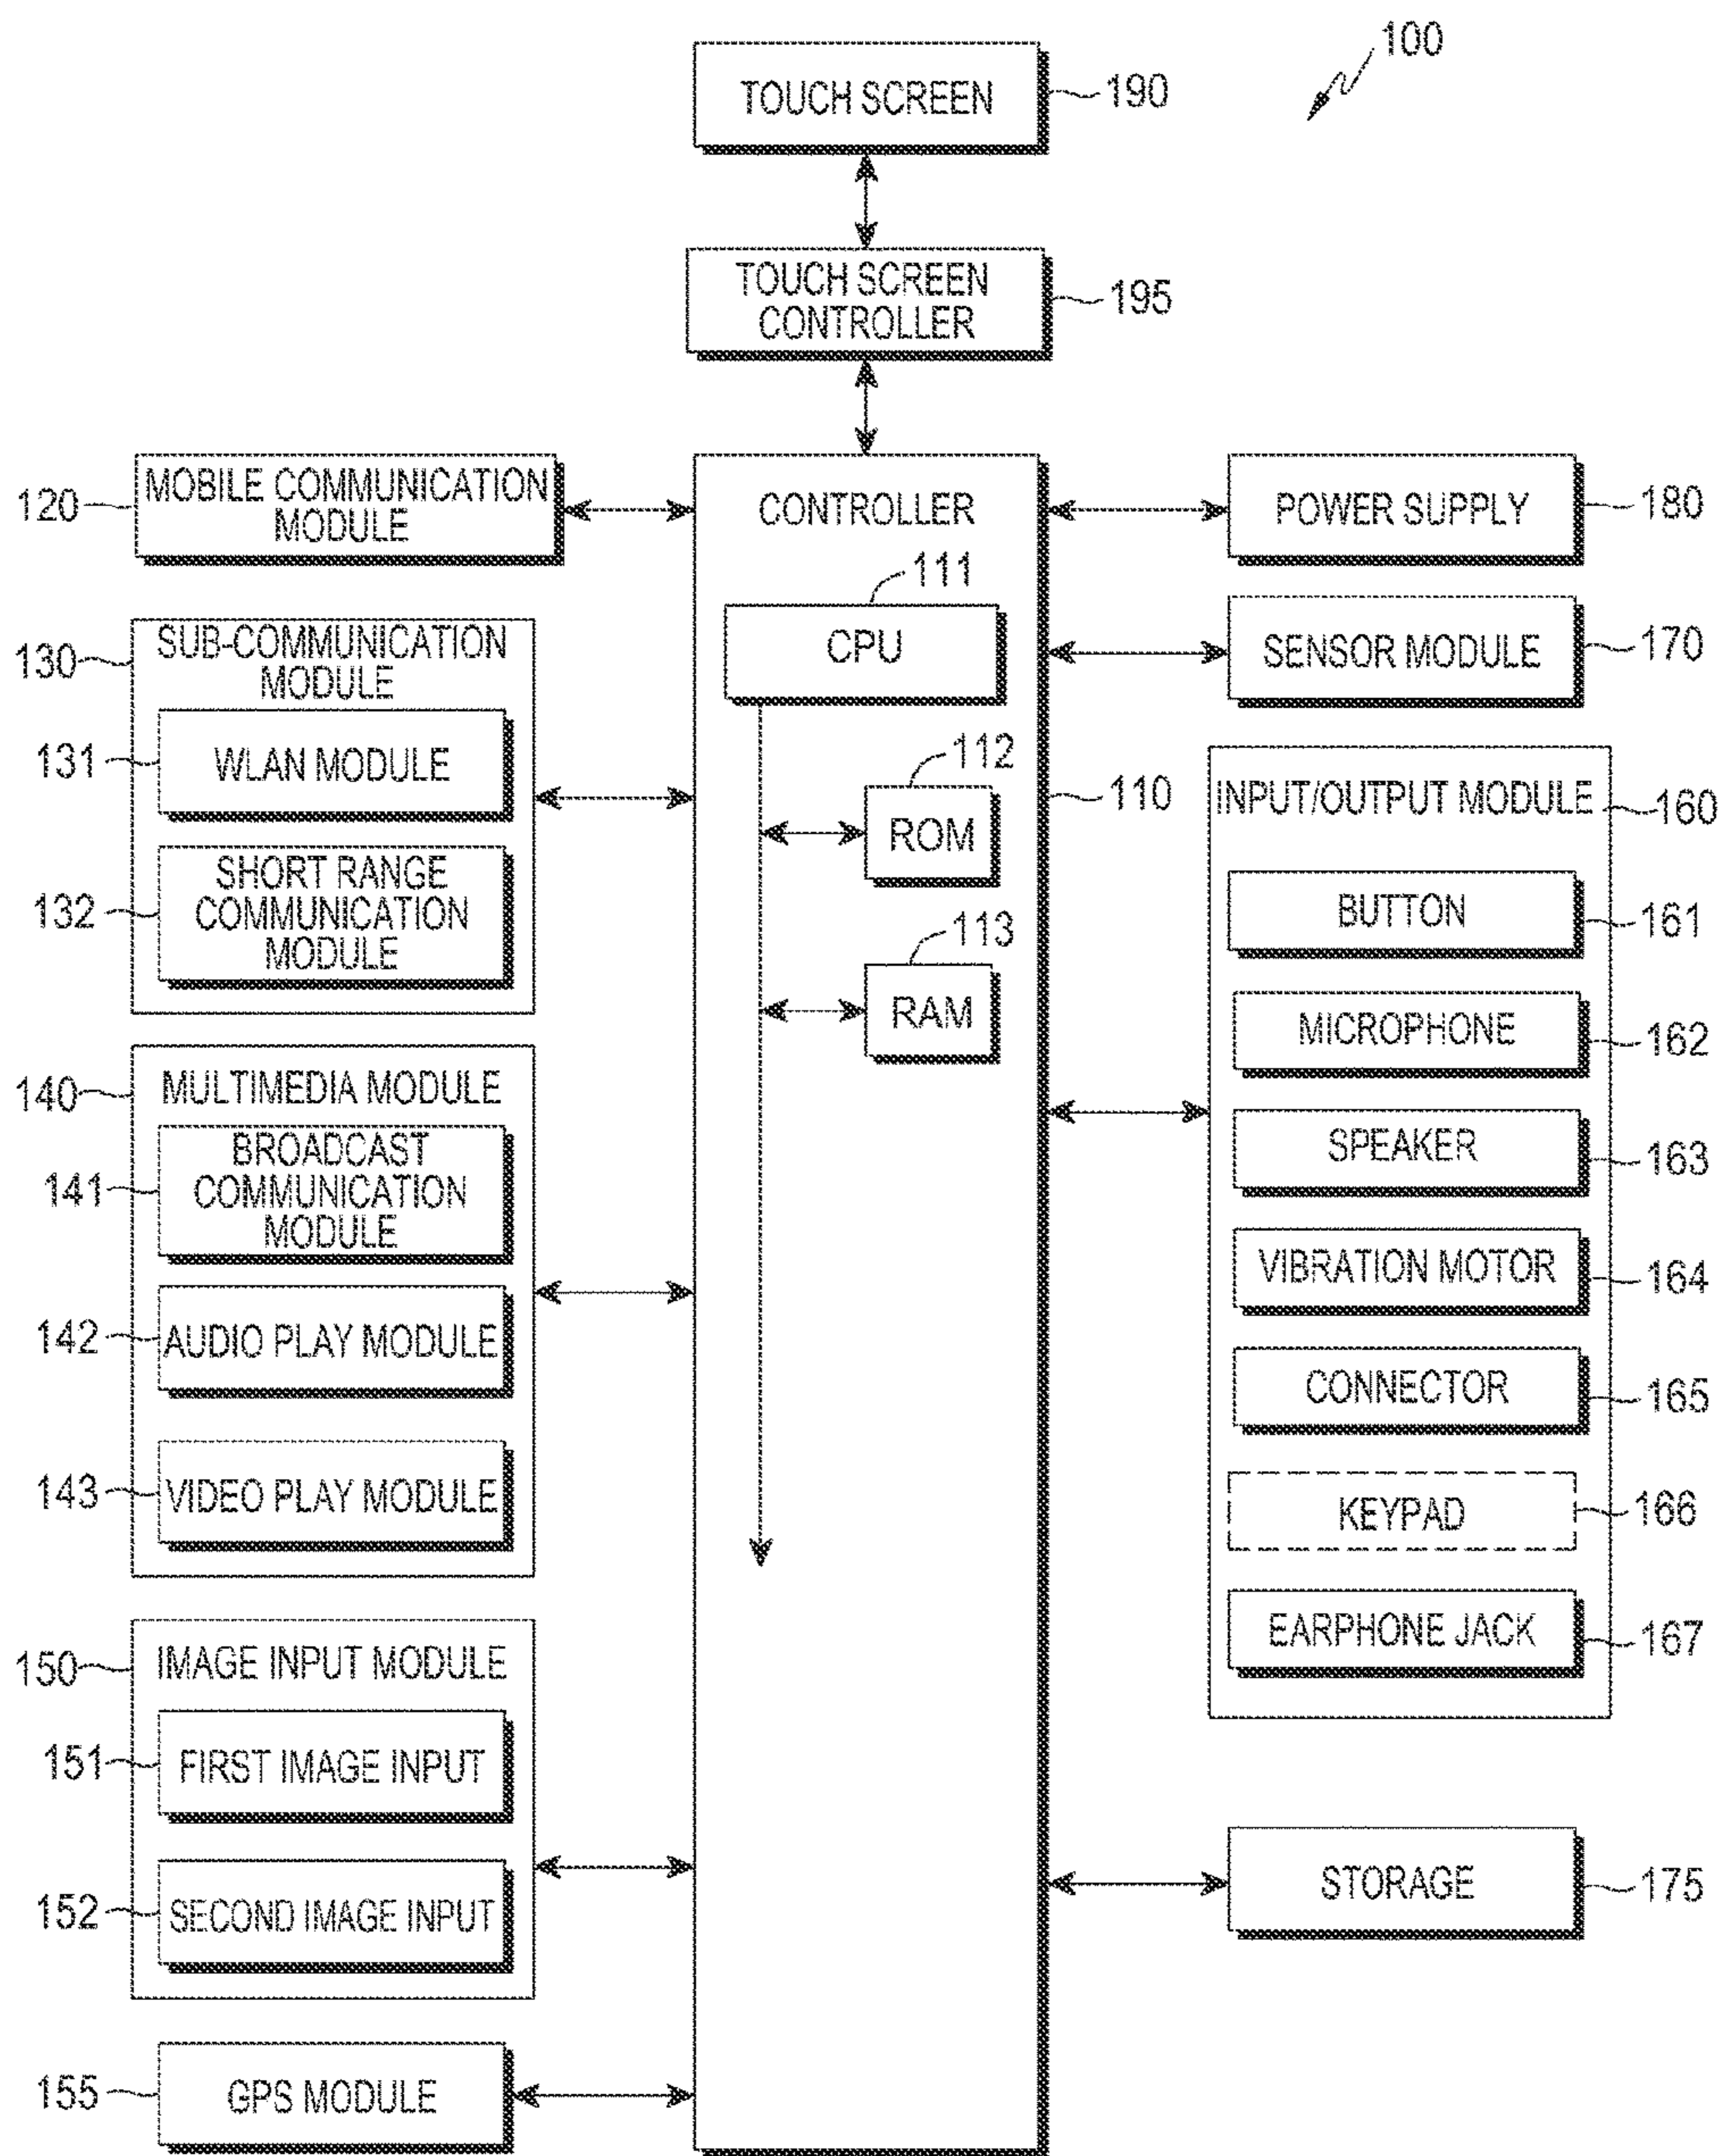 100
TOUCH SCREEN
190
TOUCH SCREEN
CONTROLLER
195
120
MOBILE COMMUNICATION
MODULE
130
SUB-COMMUNICATION
MODULE
131
WLAN MODULE
132
SHORT RANGE
COMMUNICATION
MODULE
140
MULTIMEDIA MODULE
141
BROADCAST
COMMUNICATION
MODULE
142
AUDIO PLAY MODULE
143
VIDEO PLAY MODULE
150
IMAGE INPUT MODULE
151
FIRST IMAGE INPUT
152
SECOND IMAGE INPUT
155
GPS MODULE
CONTROLLER
111
CPU
112
ROM
113
RAM
110
POWER SUPPLY
180
SENSOR MODULE
170
INPUT/OUTPUT MODULE
160
BUTTON
161
MICROPHONE
162
SPEAKER
163
VIBRATION MOTOR
164
CONNECTOR
165
KEYPAD
166
EARPHONE JACK
167
STORAGE
175